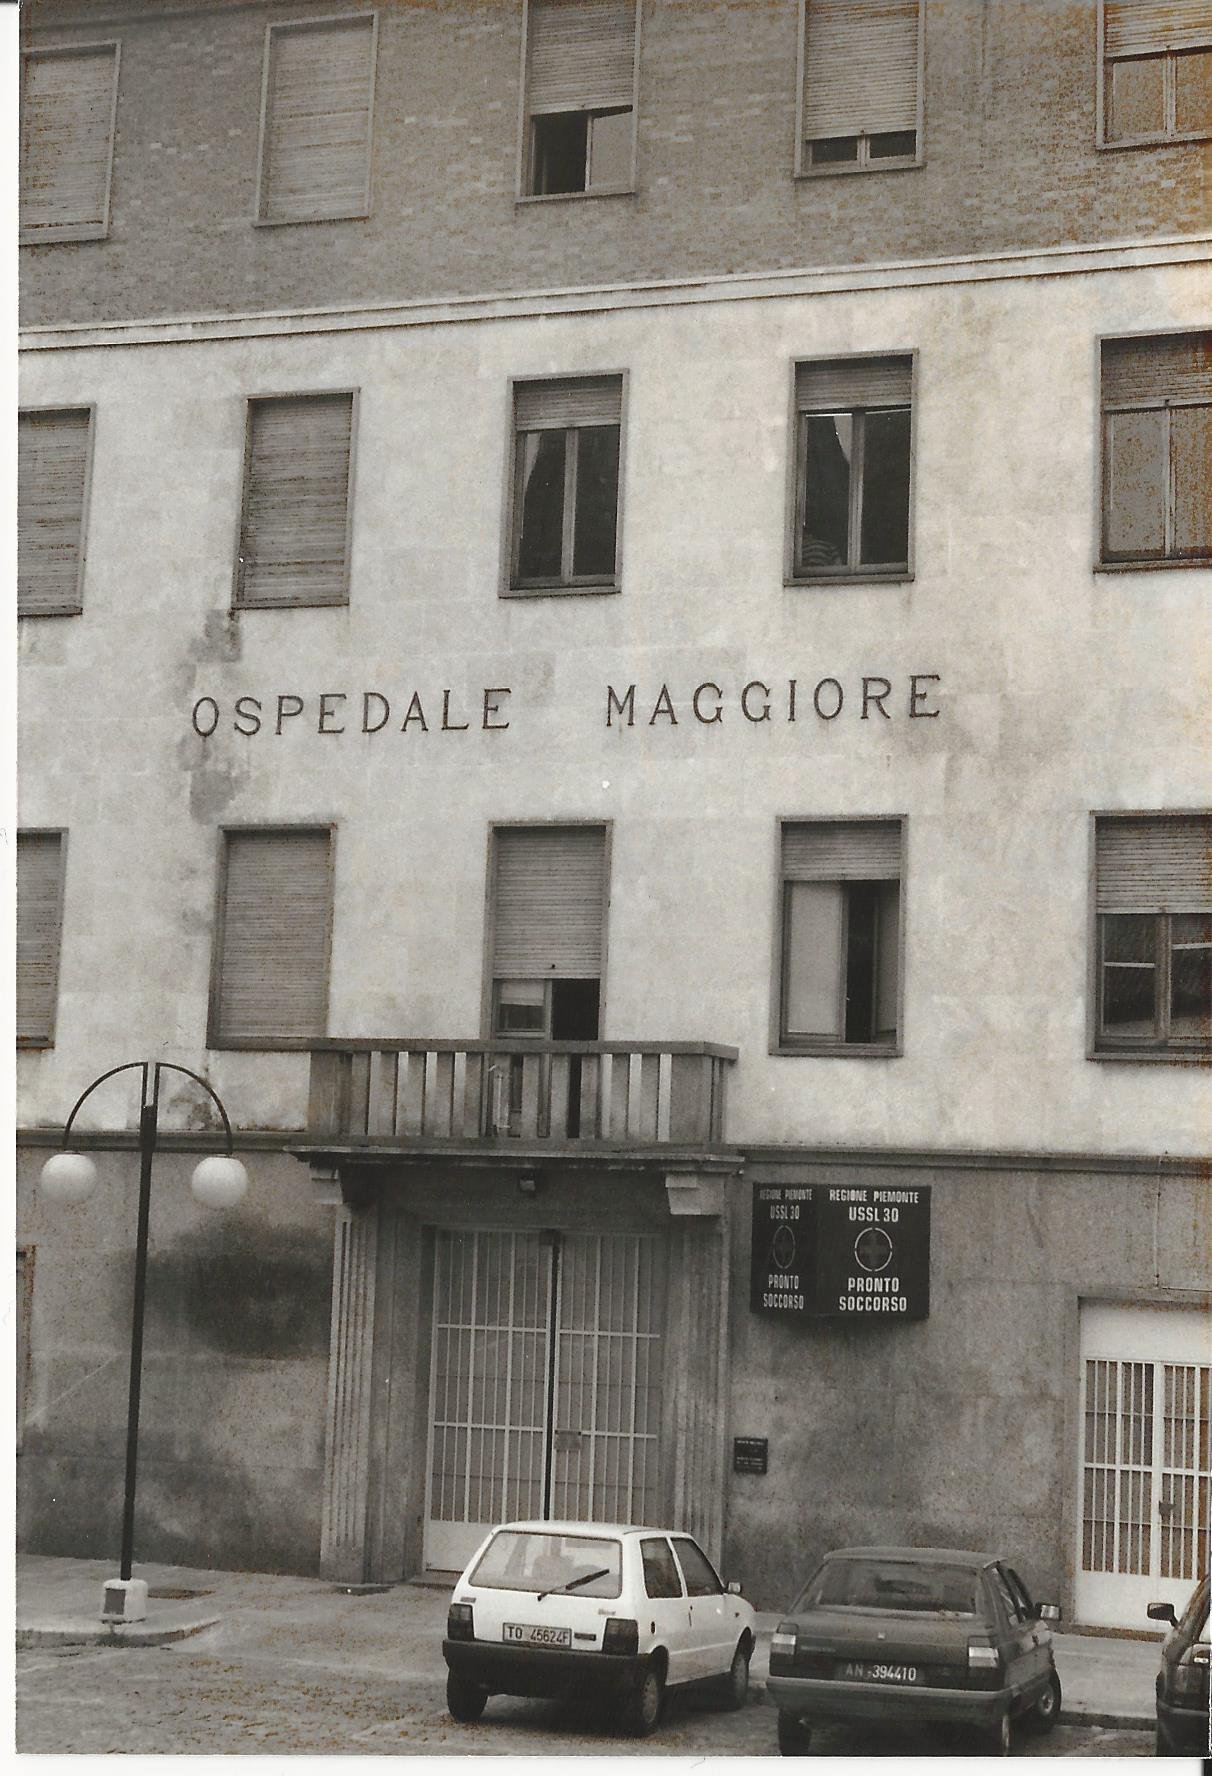 OSPEDALE MAGGIORE
REGIONE PIEMONTE
USSL 30
PRONTO
SOCCORSO
REGIONE PIEMONTE
USSL 30
PRONTO
SOCCORSO
TO 45624F
AN 394410